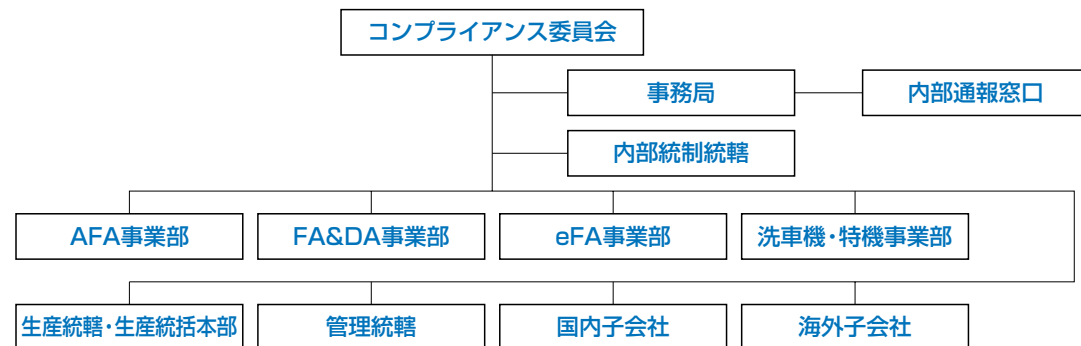 コンプライアンス委員会
事務局
内部通報窓口
内部統制統轄
AFA事業部
FA&DA事業部
eFA事業部
洗車機・特機事業部
生産統轄・生産統括本部
管理統轄
国内子会社
海外子会社